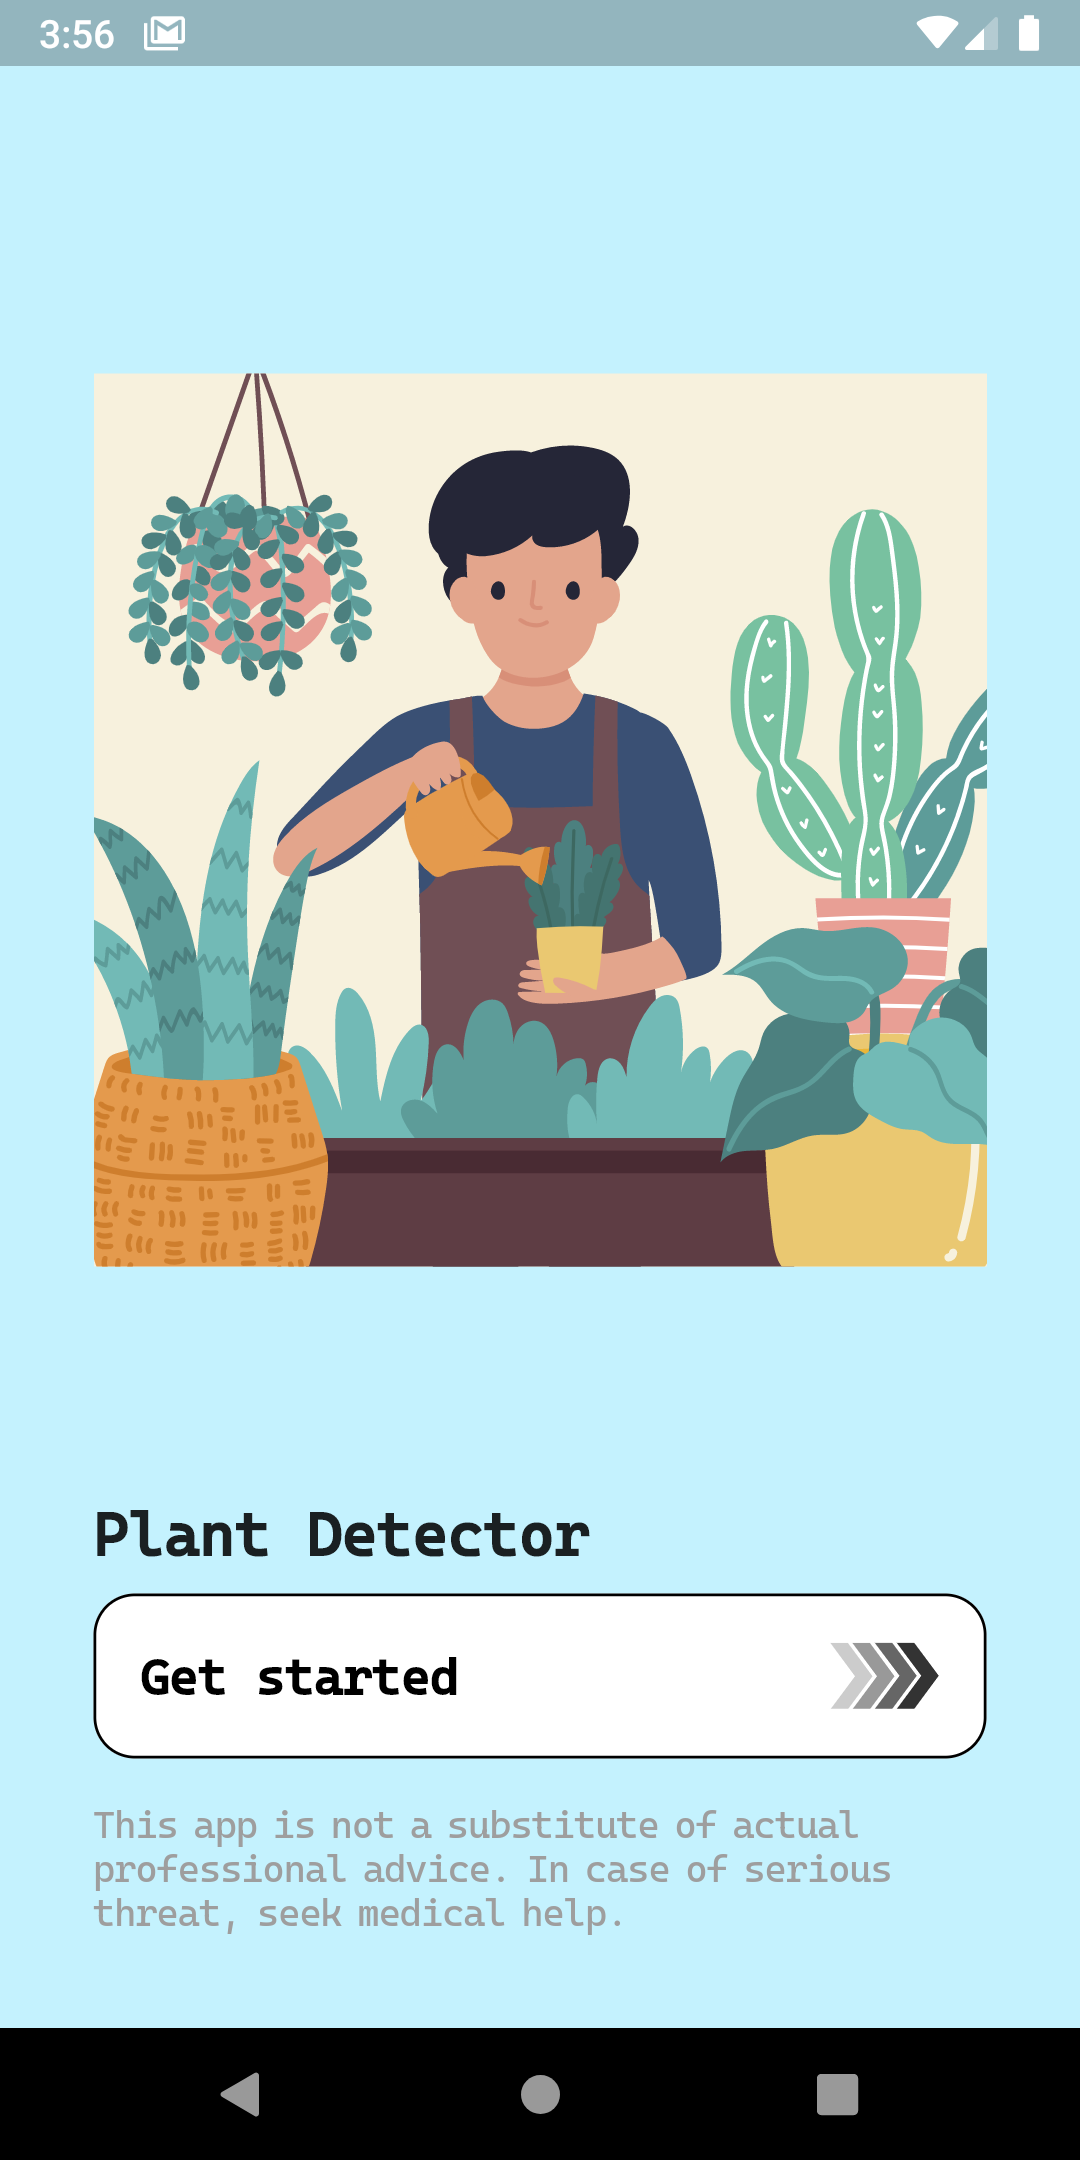 3:56
Plant Detector
Get started
This app is not a substitute of actual
professional advice. In case of serious
threat, seek medical help.